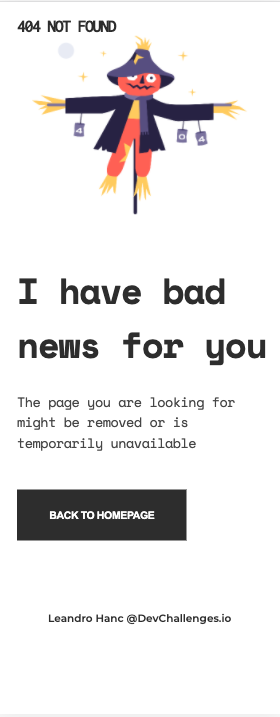 404 NOT FOUND
4
0
4
I have bad
news for you
The page you are looking for
might be removed or is
temporarily unavailable
BACK TO HOMEPAGE
Leandro Hanc @DevChallenges.io